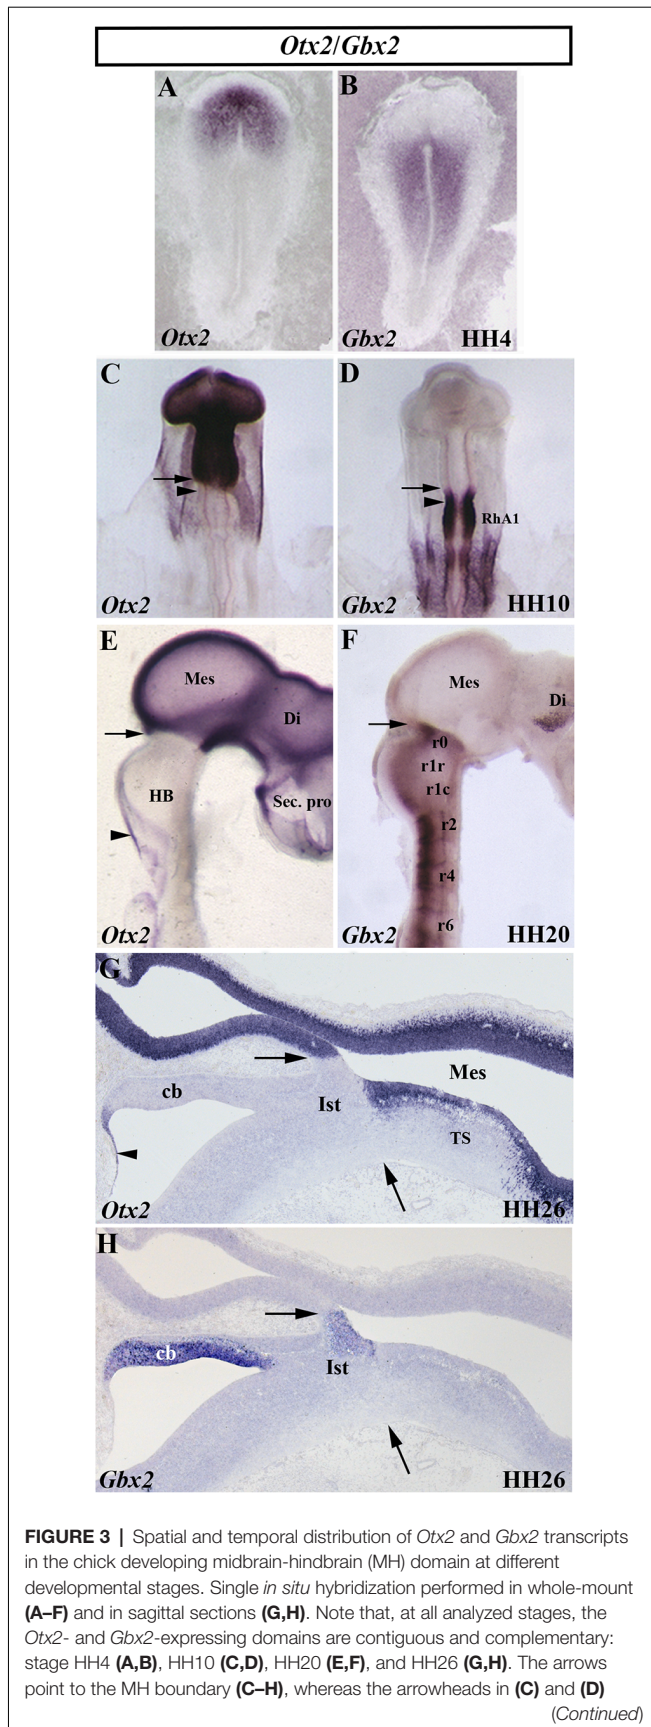 Otx2/Gbx2
A
B
Otx2
Gbx2
HH4
C
D
RhA1
Otx2
Gbx2
HH10
E
F
Mes
Mes
Di
Di
r0
r1r
HB
r1c
Sec. pro
r2
r4
r6
Otx2
Gbx2
HH20
G
Mes
cb
Ist
TS
Otx2
HH26
H
cb
Ist
Gbx2
HH26
FIGURE 3 | Spatial and temporal distribution of Otx2 and Gbx2 transcripts
in the chick developing midbrain-hindbrain (MH) domain at different
developmental stages. Single in situ hybridization performed in whole-mount
(A–F) and in sagittal sections (G,H). Note that, at all analyzed stages, the
Otx2- and Gbx2-expressing domains are contiguous and complementary:
stage HH4 (A,B), HH10 (C,D), HH20 (E,F), and HH26 (G,H). The arrows
point to the MH boundary (C–H), whereas the arrowheads in (C) and (D)
(Continued)